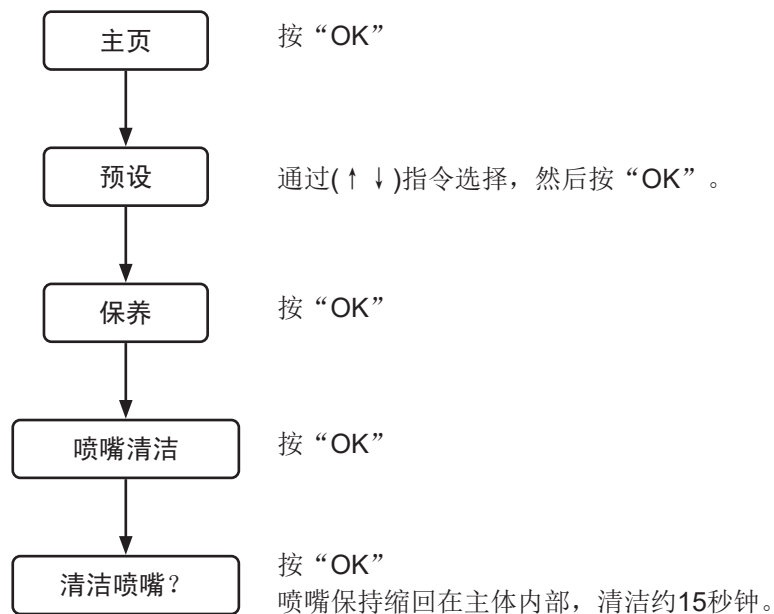 主页
按“OK”
预设
通过(↑↓)指令选择，然后按“OK”。
保养
按“OK”
喷嘴清洁
按“OK”
清洁喷嘴？
按“OK”
喷嘴保持缩回在主体内部，清洁约15秒钟。